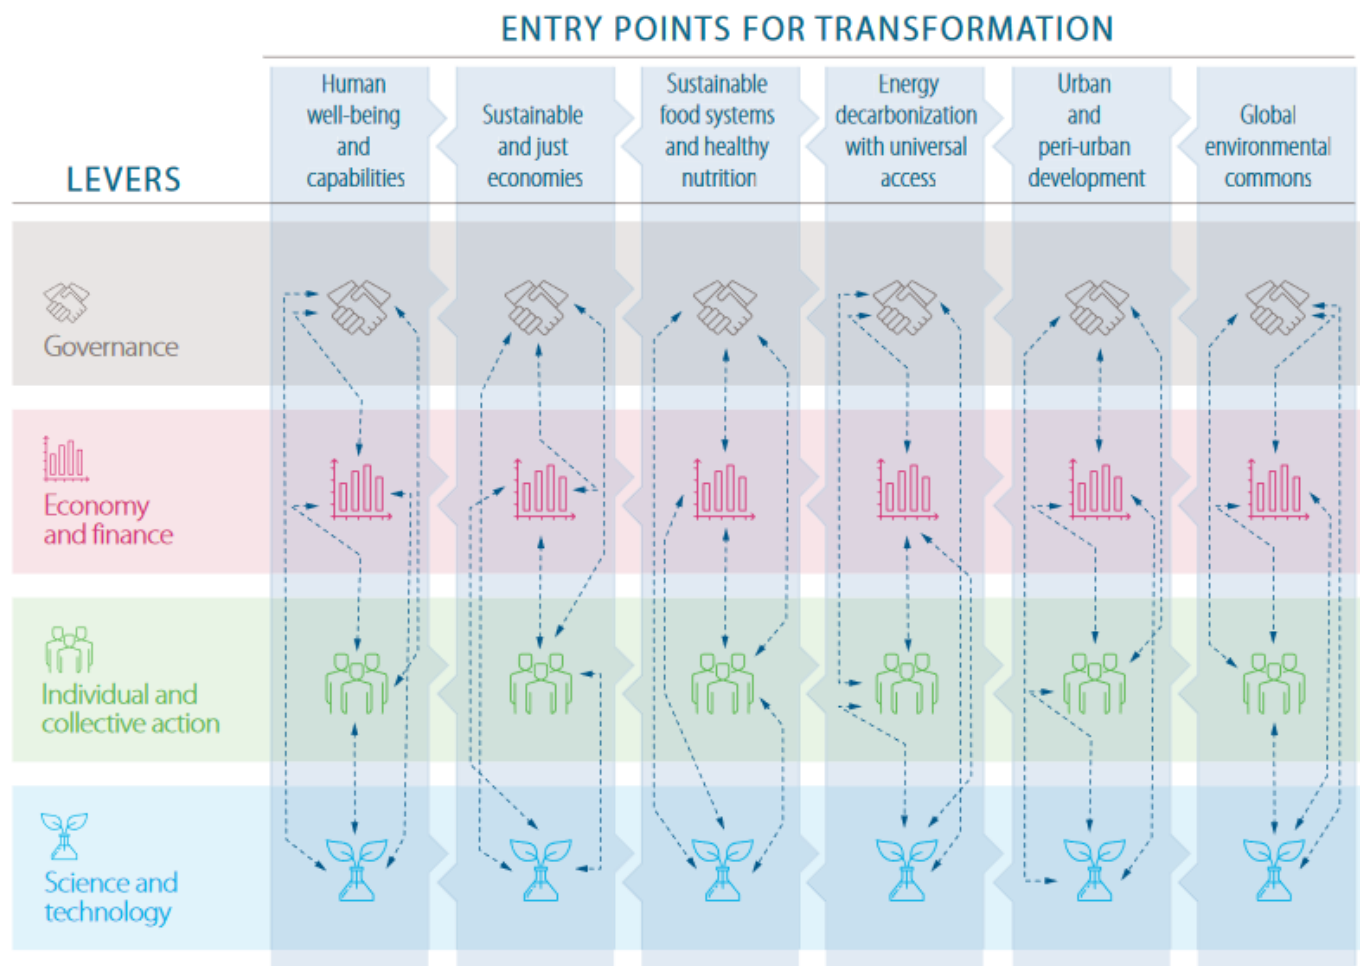 ENTRY POINTS FOR TRANSFORMATION
LEVERS
Human
well-being
and
capabilities
Sustainable
and just
economies
Sustainable
food systems
and healthy
nutrition
Energy
decarbonization
with universal
access
Urban
and
peri-urban
development
Global
environmental
commons
Governance
Economy
and finance
Individual and
collective action
Science and
technology